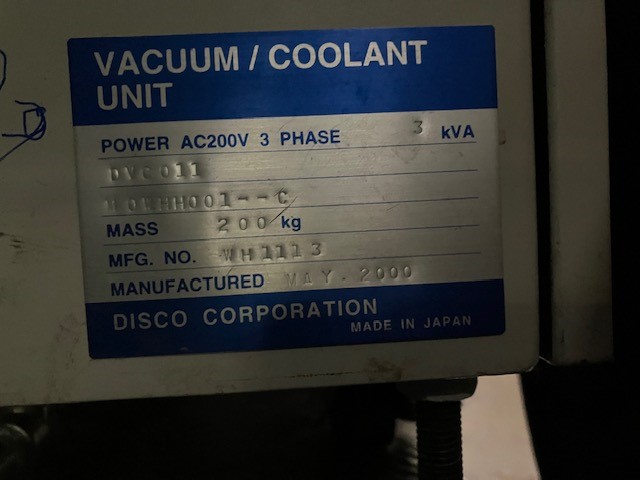 VACUUM / COOLANT
UNIT
POWER AC200V 3 PHASE 3 kVA
DVC011
MASS 200 kg
MFG. NO. WH1113
MANUFACTURED MAY.2000
DISCO CORPORATION
MADE IN JAPAN